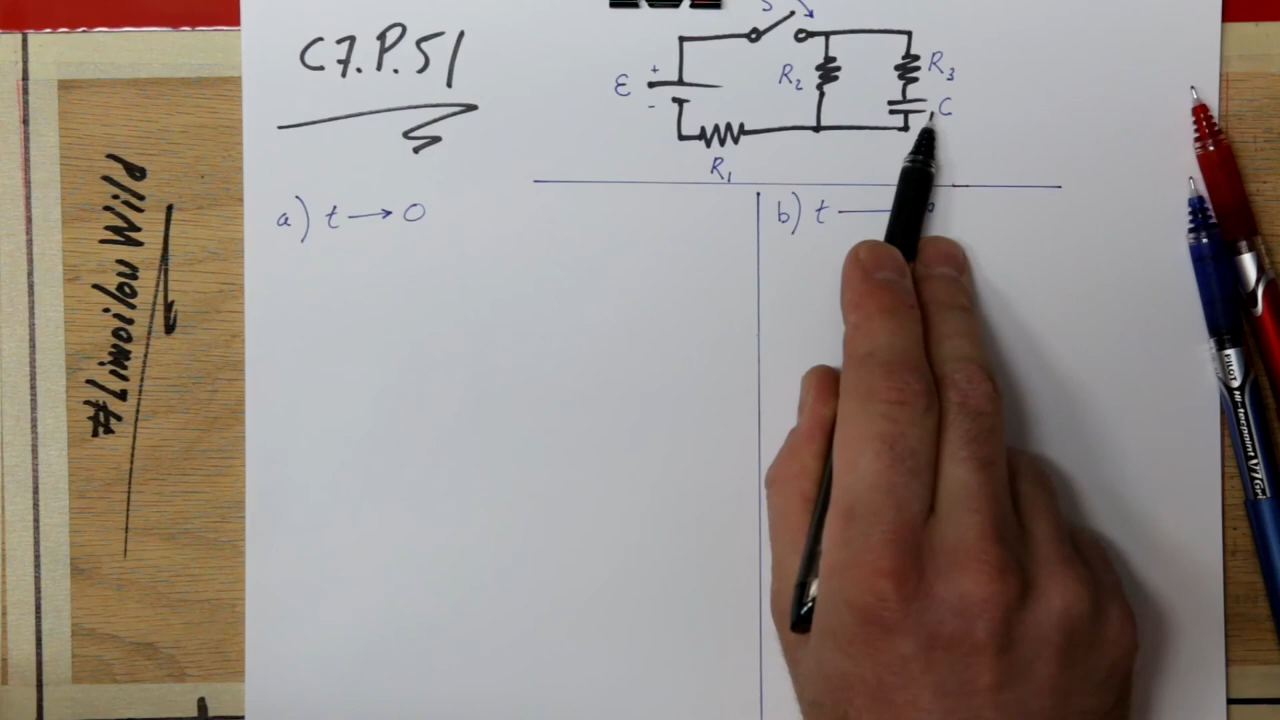 C7.P.51
S
ε
+
-
R2
R3
C
R1
a) t → 0
b) t
#Limoilou Wild
PILOT Hi-tecpoint V7 Grip